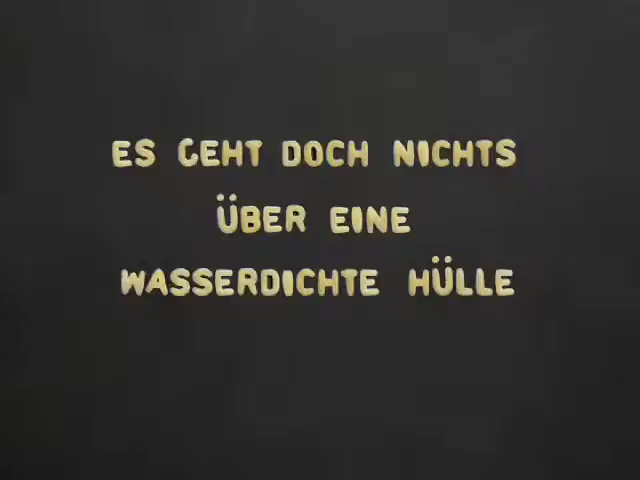 ES GEHT DOCH NICHTS
ÜBER EINE
WASSERDICHTE HÜLLE